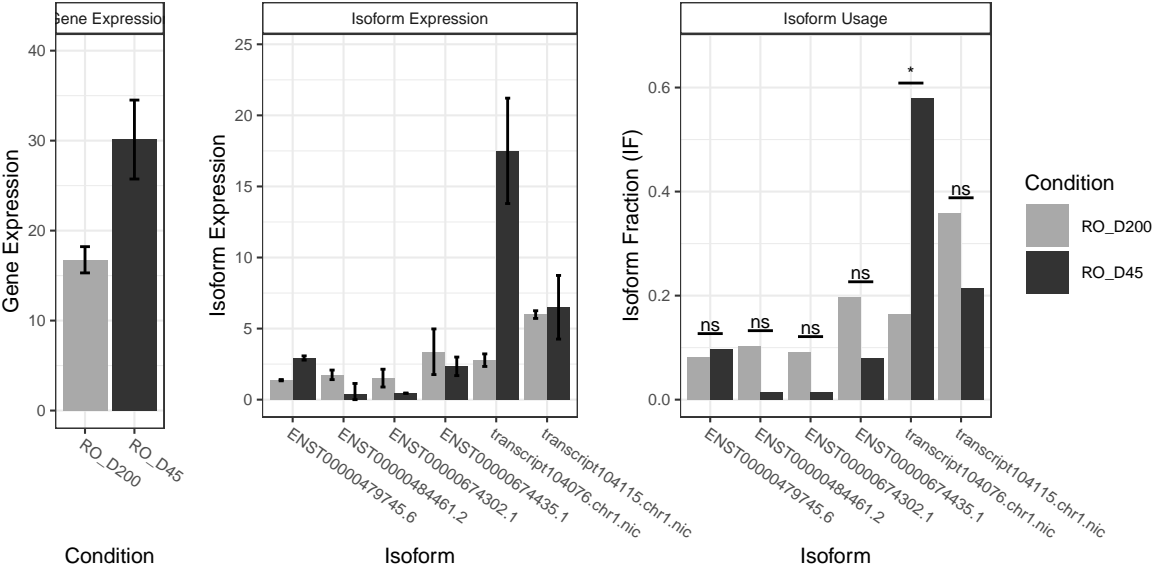 Gene Expression
Isoform Expression
Isoform Usage
Gene Expression
40
30
20
10
0
RO_D200
RO_D45
Condition
Isoform Expression
25
20
15
10
5
0
ENST00000479745.6
ENST00000484461.2
ENST00000674302.1
ENST00000674435.1
transcript104076.chr1.nic
transcript104115.chr1.nic
Isoform
Isoform Fraction (IF)
0.6
0.4
0.2
0.0
ns
ns
ns
ns
*
ns
ENST00000479745.6
ENST00000484461.2
ENST00000674302.1
ENST00000674435.1
transcript104076.chr1.nic
transcript104115.chr1.nic
Isoform
Condition
RO_D200
RO_D45